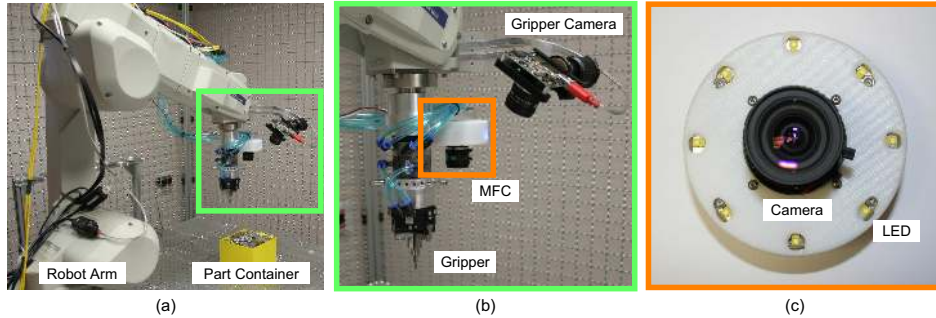 Robot Arm
Part Container
(a)
Gripper Camera
MFC
Gripper
(b)
Camera
LED
(c)